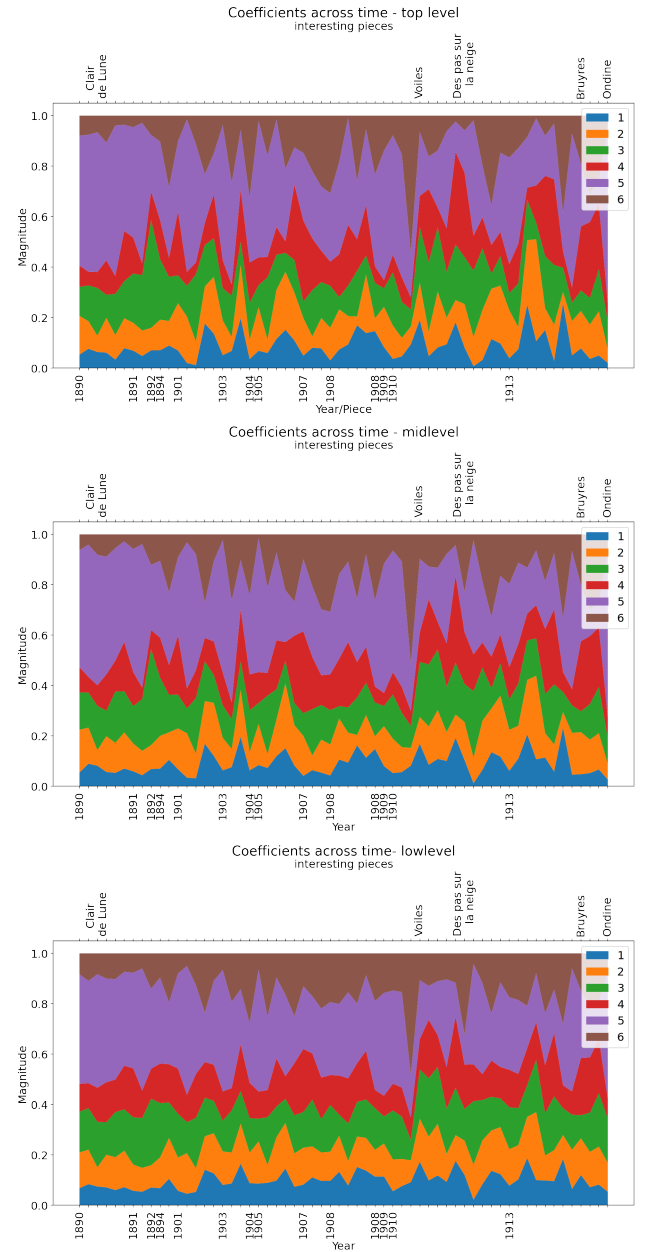 Coefficients across time - top level
interesting pieces
Clair
de Lune
Voiles
Des pas sur
la neige
Bruyres
Ondine
1.0
0.8
0.6
0.4
0.2
0.0
Magnitude
1
2
3
4
5
6
1890
1891
1892
1894
1901
1903
1904
1905
1907
1908
1908
1909
1910
1913
Year/Piece
Coefficients across time - midlevel
interesting pieces
Clair
de Lune
Voiles
Des pas sur
la neige
Bruyres
Ondine
1.0
0.8
0.6
0.4
0.2
0.0
Magnitude
1
2
3
4
5
6
1890
1891
1892
1894
1901
1903
1904
1905
1907
1908
1908
1909
1910
1913
Year
Coefficients across time- lowlevel
interesting pieces
Clair
de Lune
Voiles
Des pas sur
la neige
Bruyres
Ondine
1.0
0.8
0.6
0.4
0.2
0.0
Magnitude
1
2
3
4
5
6
1890
1891
1892
1894
1901
1903
1904
1905
1907
1908
1908
1909
1910
1913
Year